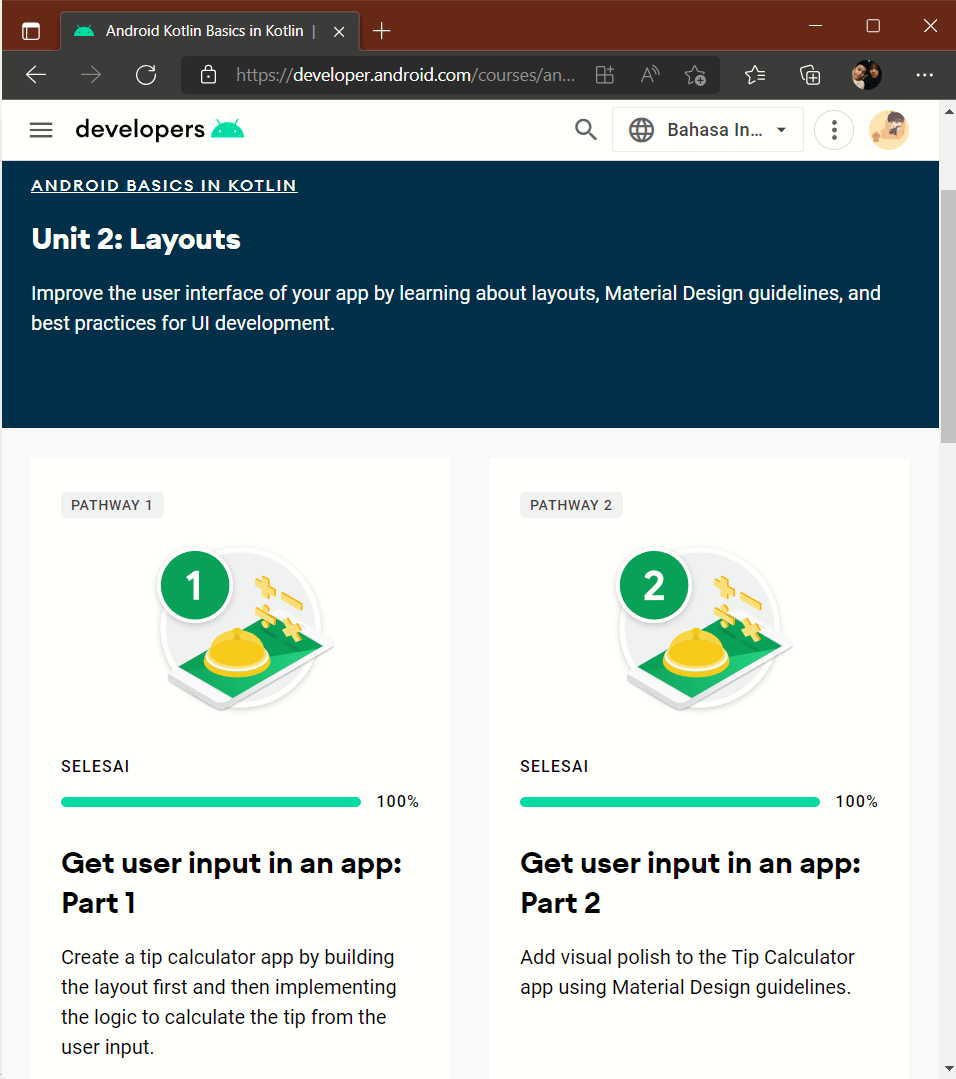 Android Kotlin Basics in Kotlin |
https://developer.android.com/courses/an...
developers
Bahasa In...
ANDROID BASICS IN KOTLIN
Unit 2: Layouts
Improve the user interface of your app by learning about layouts, Material Design guidelines, and
best practices for UI development.
PATHWAY 1
1
SELESAI
100%
Get user input in an app:
Part 1
Create a tip calculator app by building
the layout first and then implementing
the logic to calculate the tip from the
user input.
PATHWAY 2
2
SELESAI
100%
Get user input in an app:
Part 2
Add visual polish to the Tip Calculator
app using Material Design guidelines.